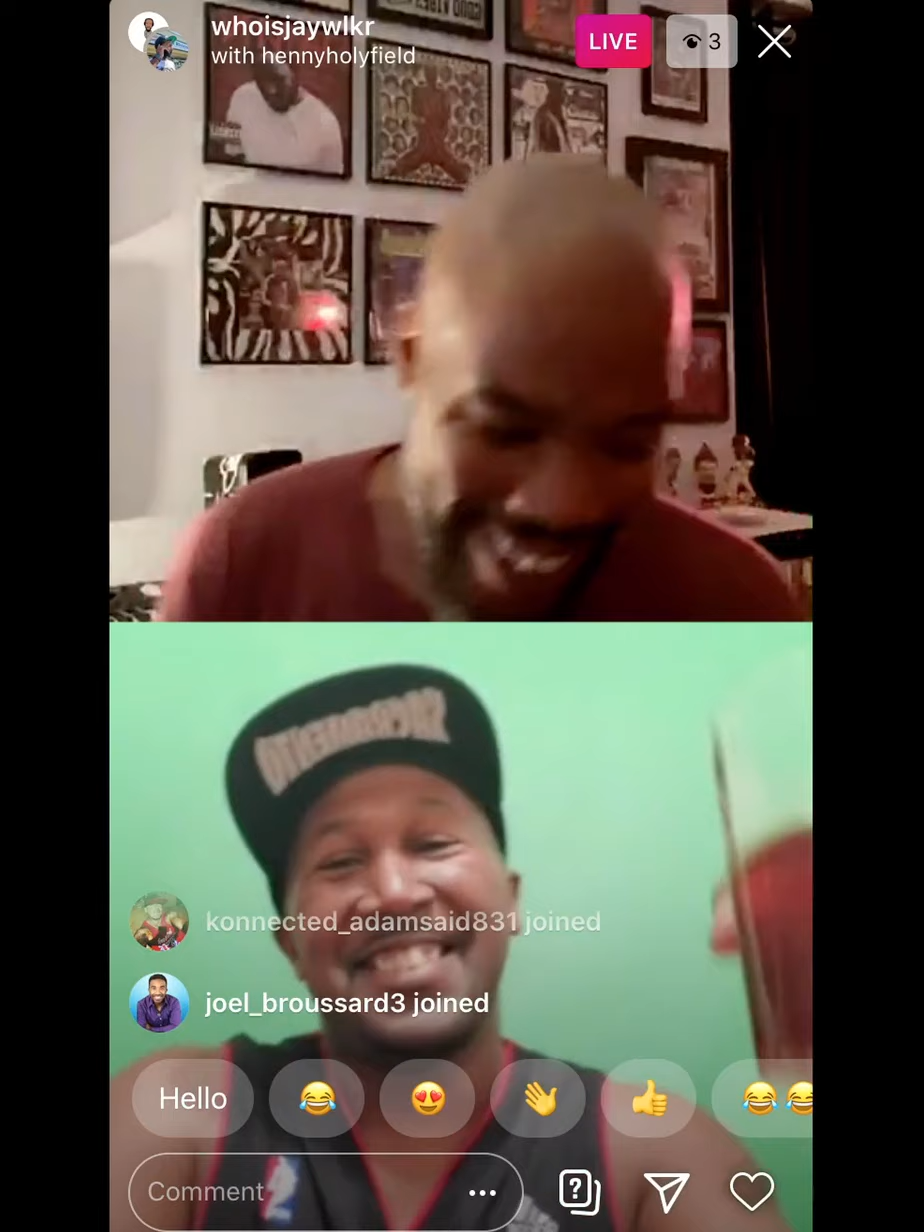 whoisjaywlkr
with hennyholyfield
LIVE
3
konnected_adamsaid831 joined
joel_broussard3 joined
Hello
Comment